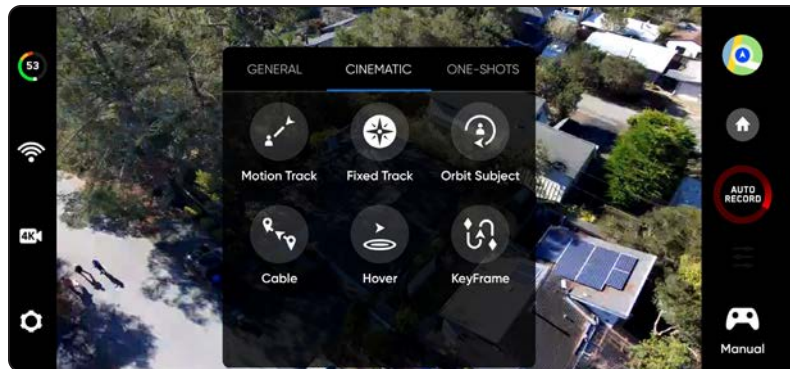 53
4K
GENERAL CINEMATIC ONE-SHOTS
Motion Track Fixed Track Orbit Subject
Cable Hover KeyFrame
AUTO
RECORD
Manual